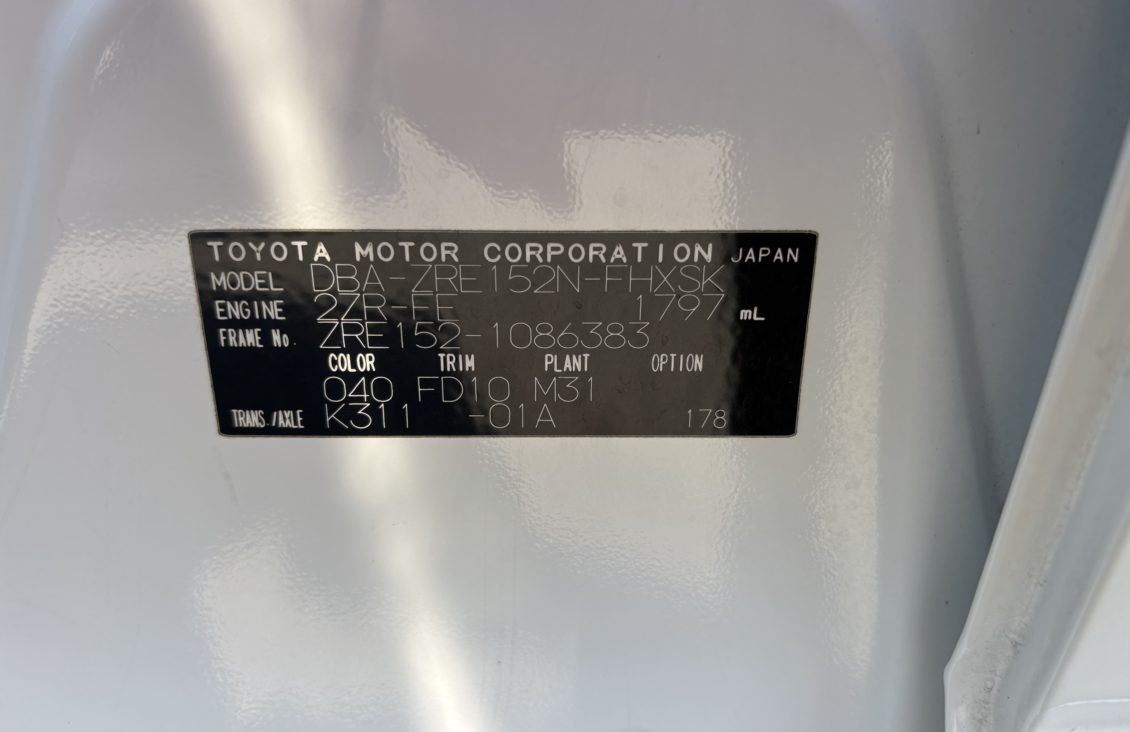 TOYOTA MOTOR CORPORATION JAPAN
MODEL DBA-ZRE152N-FHXSK
ENGINE 2ZR-FE 1797 mL
FRAME No. ZRE152-1086383
COLOR TRIM PLANT OPTION
040 FD10 M31
TRANS./AXLE K311 -01A 178